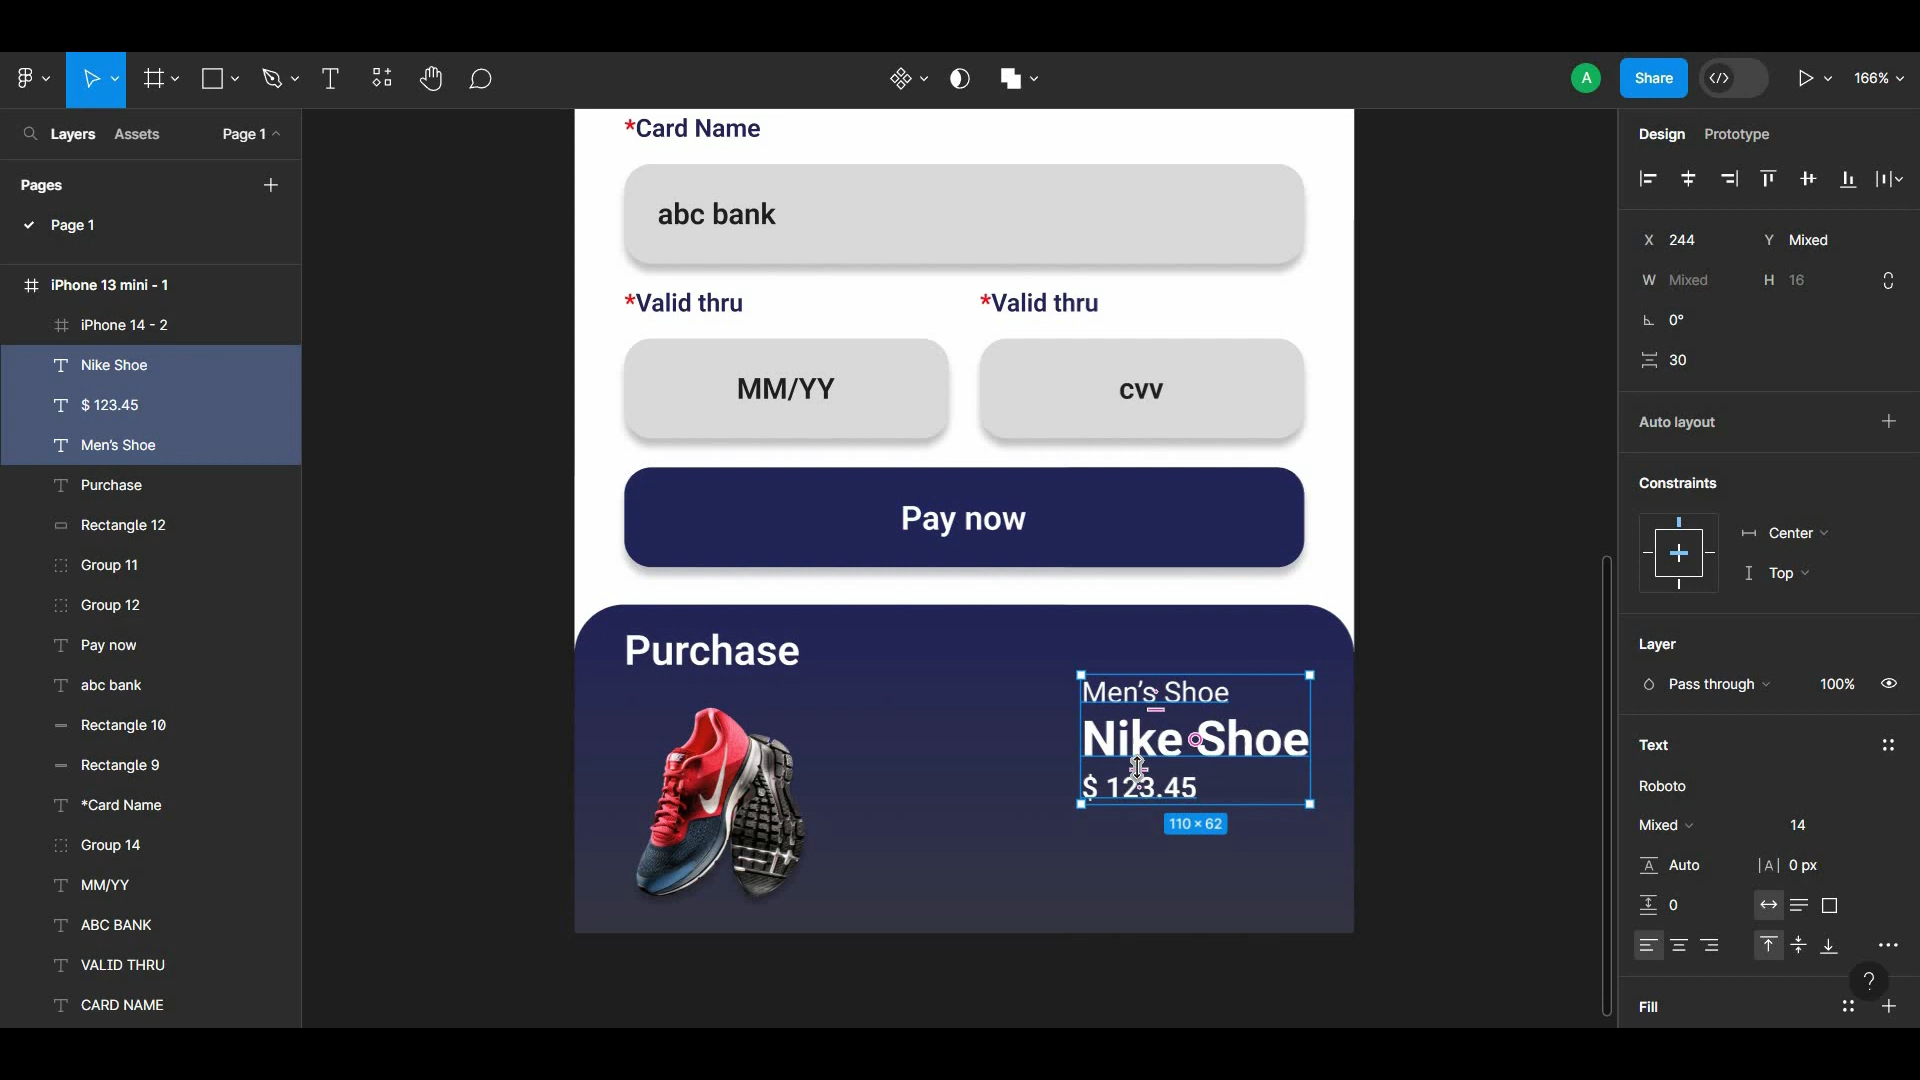 A
Share
166%
Layers
Assets
Page 1
Pages
Page 1
iPhone 13 mini - 1
iPhone 14 - 2
Nike Shoe
$ 123.45
Men's Shoe
Purchase
Rectangle 12
Group 11
Group 12
Pay now
abc bank
Rectangle 10
Rectangle 9
*Card Name
Group 14
MM/YY
ABC BANK
VALID THRU
CARD NAME
*Card Name
abc bank
*Valid thru
*Valid thru
MM/YY
cvv
Pay now
Purchase
Men's Shoe
Nike Shoe
$ 123.45
110 × 62
Design
Prototype
X 244
Y Mixed
W Mixed
H 16
0°
30
Auto layout
Constraints
Center
Top
Layer
Pass through
100%
Text
Roboto
Mixed
14
Auto
0 px
0
?
Fill